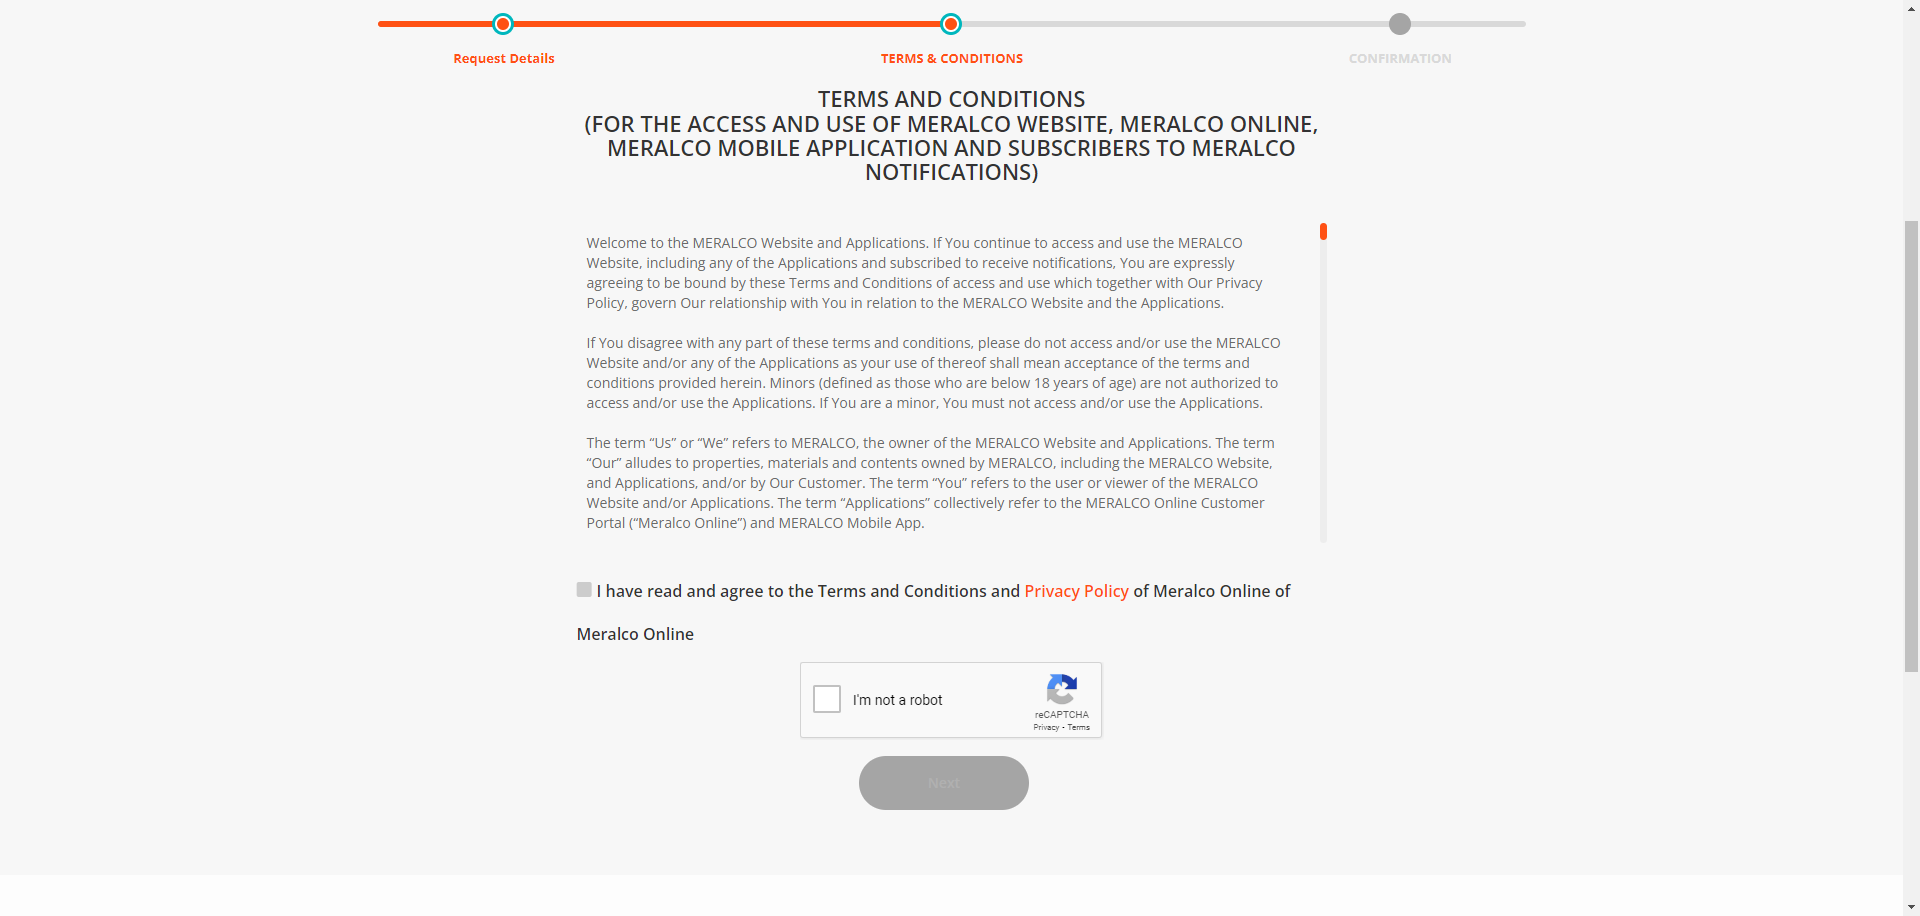 Request Details
TERMS & CONDITIONS
CONFIRMATION
TERMS AND CONDITIONS
(FOR THE ACCESS AND USE OF MERALCO WEBSITE, MERALCO ONLINE,
MERALCO MOBILE APPLICATION AND SUBSCRIBERS TO MERALCO
NOTIFICATIONS)
Welcome to the MERALCO Website and Applications. If You continue to access and use the MERALCO
Website, including any of the Applications and subscribed to receive notifications, You are expressly
agreeing to be bound by these Terms and Conditions of access and use which together with Our Privacy
Policy, govern Our relationship with You in relation to the MERALCO Website and the Applications.
If You disagree with any part of these terms and conditions, please do not access and/or use the MERALCO
Website and/or any of the Applications as your use of thereof shall mean acceptance of the terms and
conditions provided herein. Minors (defined as those who are below 18 years of age) are not authorized to
access and/or use the Applications. If You are a minor, You must not access and/or use the Applications.
The term “Us” or “We” refers to MERALCO, the owner of the MERALCO Website and Applications. The term
“Our” alludes to properties, materials and contents owned by MERALCO, including the MERALCO Website,
and Applications, and/or by Our Customer. The term “You” refers to the user or viewer of the MERALCO
Website and/or Applications. The term “Applications” collectively refer to the MERALCO Online Customer
Portal (“Meralco Online”) and MERALCO Mobile App.
I have read and agree to the Terms and Conditions and Privacy Policy of Meralco Online of
Meralco Online
I'm not a robot
reCAPTCHA
Privacy - Terms
Next